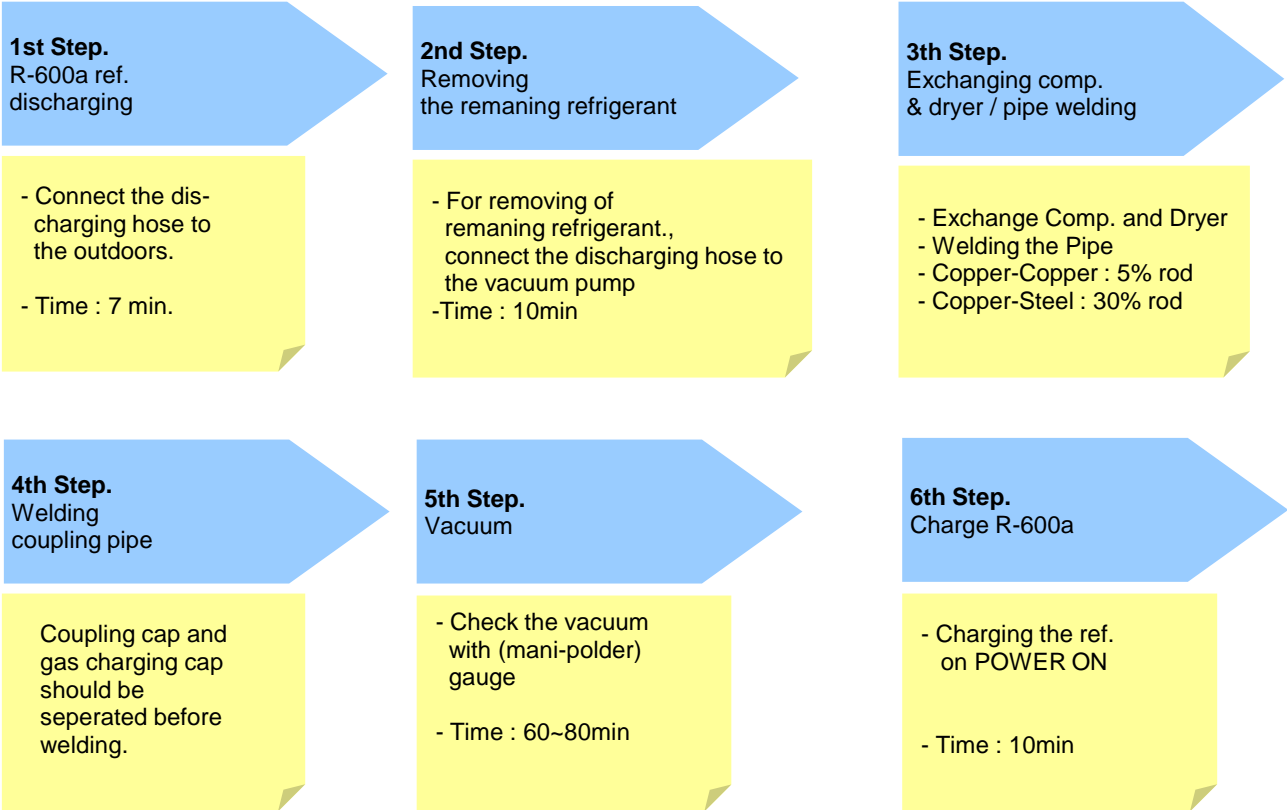 1st Step.
R-600a ref.
discharging
- Connect the dis-
charging hose to
the outdoors.
- Time : 7 min.
2nd Step.
Removing
the remaning refrigerant
- For removing of
remaning refrigerant.,
connect the discharging hose to
the vacuum pump
-Time : 10min
3th Step.
Exchanging comp.
& dryer / pipe welding
- Exchange Comp. and Dryer
- Welding the Pipe
- Copper-Copper : 5% rod
- Copper-Steel : 30% rod
4th Step.
Welding
coupling pipe
Coupling cap and
gas charging cap
should be
seperated before
welding.
5th Step.
Vacuum
- Check the vacuum
with (mani-polder)
gauge
- Time : 60~80min
6th Step.
Charge R-600a
- Charging the ref.
on POWER ON
- Time : 10min